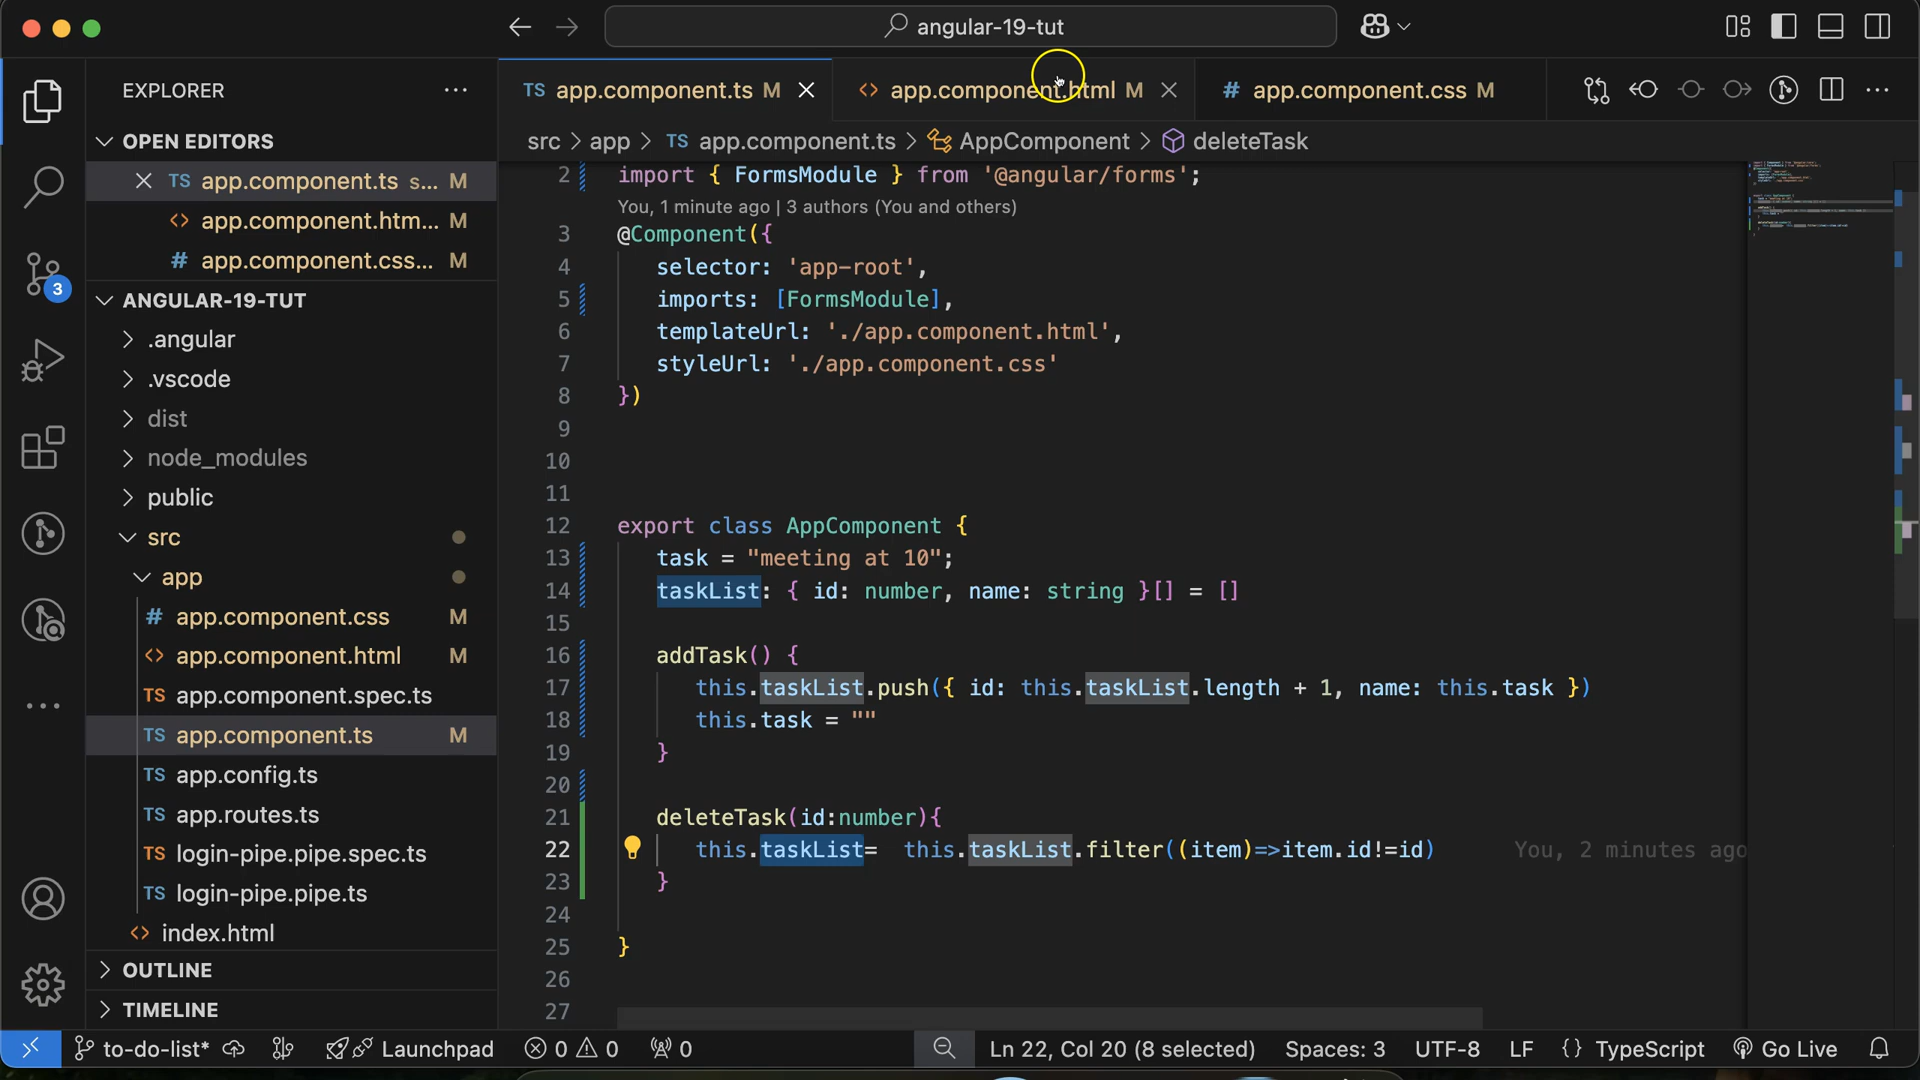 angular-19-tut
EXPLORER
TS app.component.ts M
<> app.component.html M
# app.component.css M
OPEN EDITORS
src > app > TS app.component.ts > AppComponent > deleteTask
TS app.component.ts s... M
<> app.component.htm... M
# app.component.css... M
ANGULAR-19-TUT
.angular
.vscode
dist
node_modules
public
src
app
# app.component.css M
<> app.component.html M
TS app.component.spec.ts
TS app.component.ts M
TS app.config.ts
TS app.routes.ts
TS login-pipe.pipe.spec.ts
TS login-pipe.pipe.ts
<> index.html
OUTLINE
TIMELINE
3
2 import { FormsModule } from '@angular/forms';
You, 1 minute ago | 3 authors (You and others)
3 @Component({
4 selector: 'app-root',
5 imports: [FormsModule],
6 templateUrl: './app.component.html',
7 styleUrl: './app.component.css'
8 })
9
10
11
12 export class AppComponent {
13 task = "meeting at 10";
14 taskList: { id: number, name: string }[] = []
15
16 addTask() {
17 this.taskList.push({ id: this.taskList.length + 1, name: this.task })
18 this.task = ""
19 }
20
21 deleteTask(id:number){
22 this.taskList= this.taskList.filter((item)=>item.id!=id) You, 2 minutes ago
23 }
24
25 }
26
27
to-do-list* Launchpad 0 0 0 Ln 22, Col 20 (8 selected) Spaces: 3 UTF-8 LF {} TypeScript Go Live